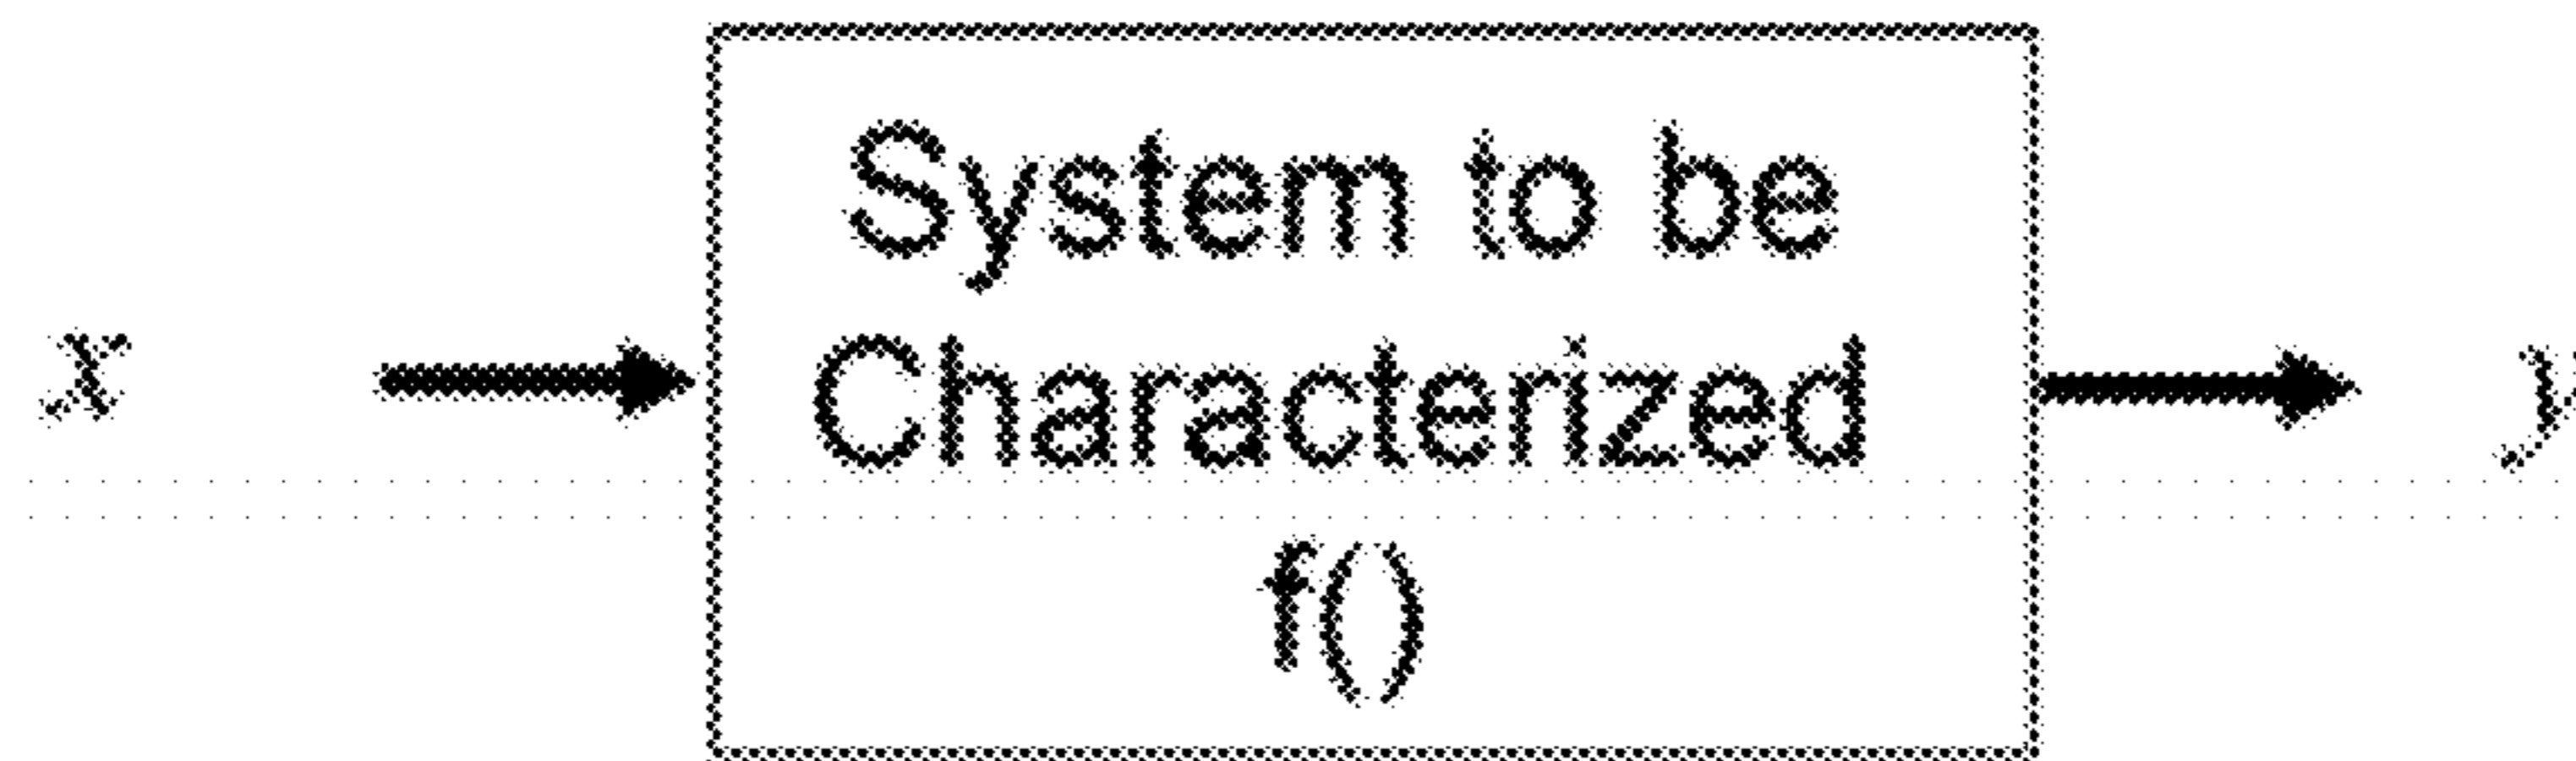 System to be
x Characterized y
f()